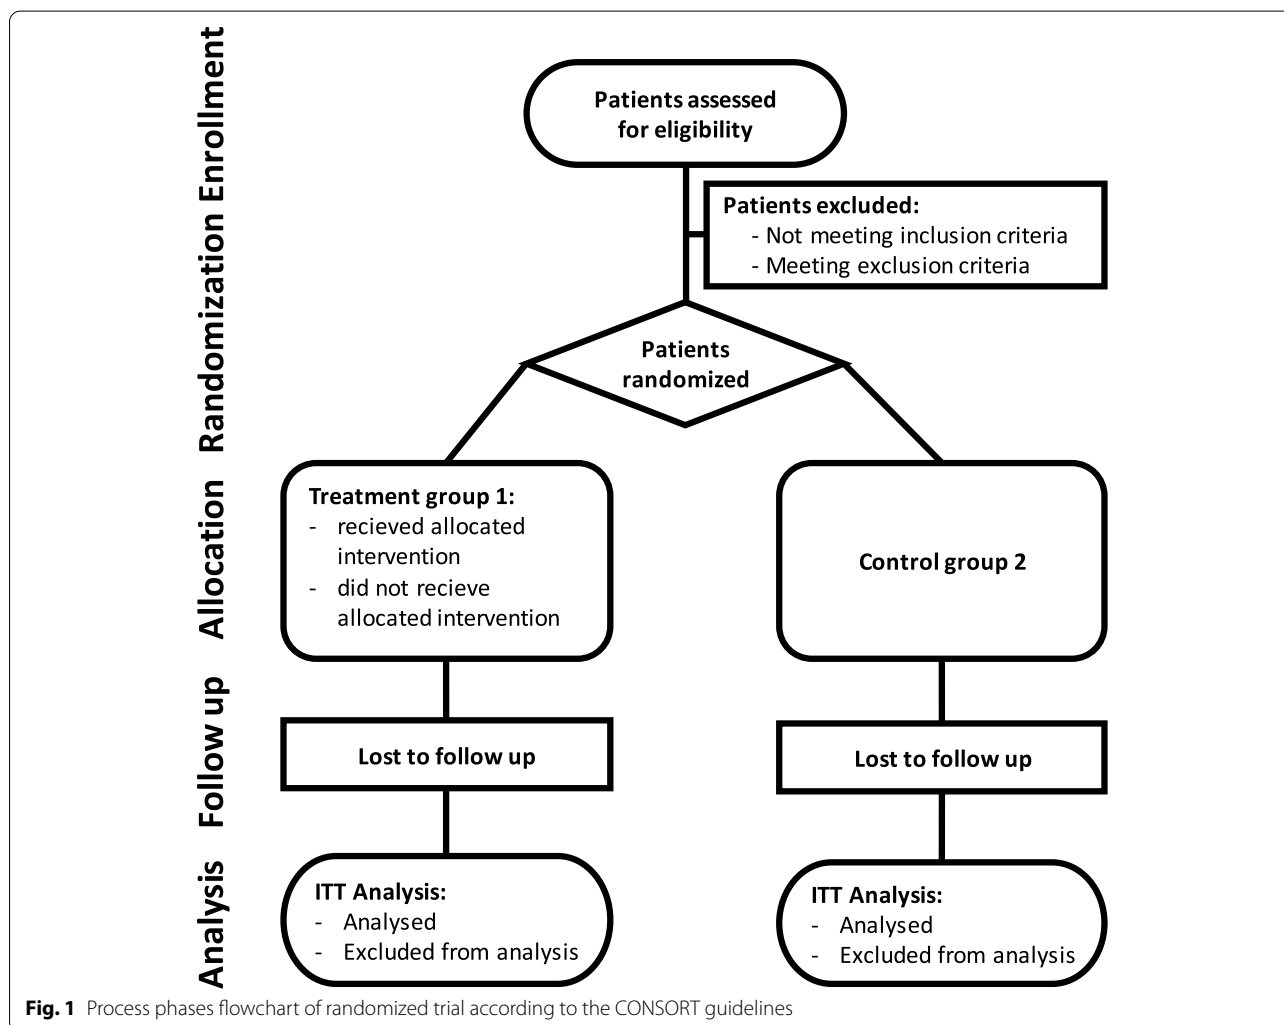 Enrollment
Patients assessed
for eligibility
Patients excluded:
- Not meeting inclusion criteria
- Meeting exclusion criteria
Randomization
Patients
randomized
Allocation
Treatment group 1:
- recieved allocated
intervention
- did not recieve
allocated intervention
Control group 2
Follow up
Lost to follow up
Lost to follow up
Analysis
ITT Analysis:
- Analysed
- Excluded from analysis
ITT Analysis:
- Analysed
- Excluded from analysis
Fig. 1 Process phases flowchart of randomized trial according to the CONSORT guidelines